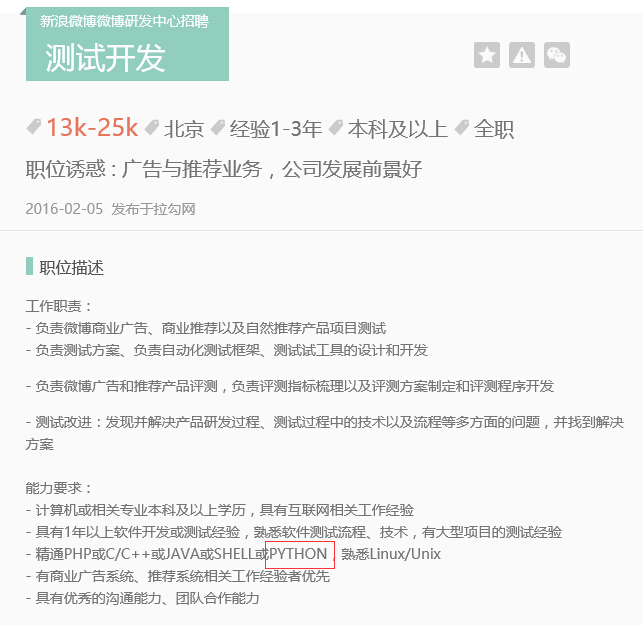 新浪微博微博研发中心招聘
测试开发
13k-25k 北京 经验1-3年 本科及以上 全职
职位诱惑 : 广告与推荐业务，公司发展前景好
2016-02-05 发布于拉勾网
职位描述
工作职责：
- 负责微博商业广告、商业推荐以及自然推荐产品项目测试
- 负责测试方案、负责自动化测试框架、测试试工具的设计和开发
- 负责微博广告和推荐产品评测，负责评测指标梳理以及评测方案制定和评测程序开发
- 测试改进：发现并解决产品研发过程、测试过程中的技术以及流程等多方面的问题，并找到解决
方案
能力要求：
- 计算机或相关专业本科及以上学历，具有互联网相关工作经验
- 具有1年以上软件开发或测试经验，熟悉软件测试流程、技术，有大型项目的测试经验
- 精通PHP或C/C++或JAVA或SHELL或PYTHON，熟悉Linux/Unix
- 有商业广告系统、推荐系统相关工作经验者优先
- 具有优秀的沟通能力、团队合作能力